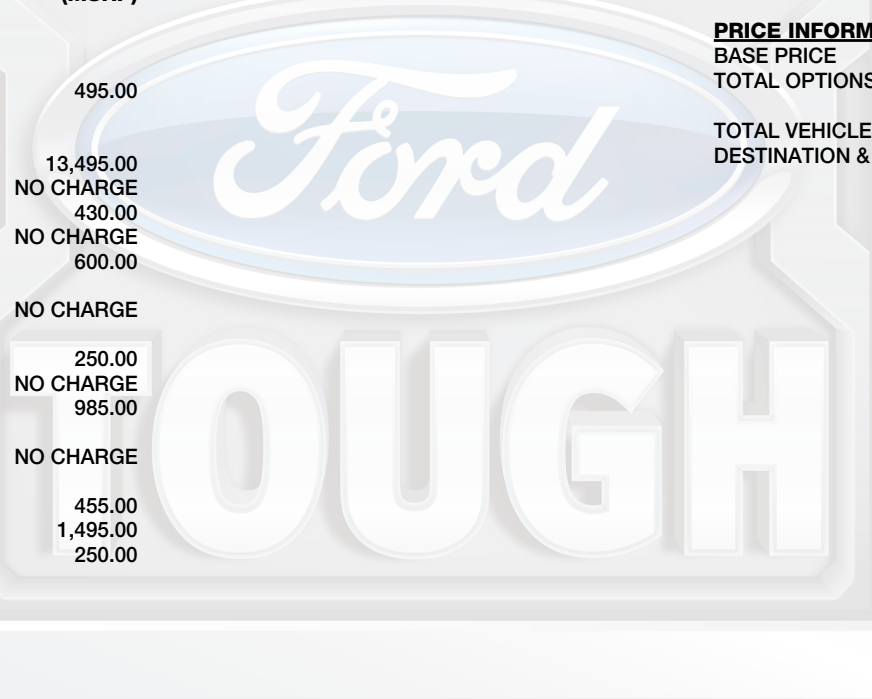 PRICE INFORM
BASE PRICE
TOTAL OPTIONS
TOTAL VEHICLE
DESTINATION &
495.00
13,495.00
NO CHARGE
430.00
NO CHARGE
600.00
NO CHARGE
250.00
NO CHARGE
985.00
NO CHARGE
455.00
1,495.00
250.00
Ford
TOUGH